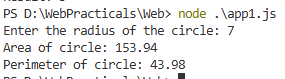 PS D:\WebPracticals\Web> node .\app1.js
Enter the radius of the circle: 7
Area of circle: 153.94
Perimeter of circle: 43.98